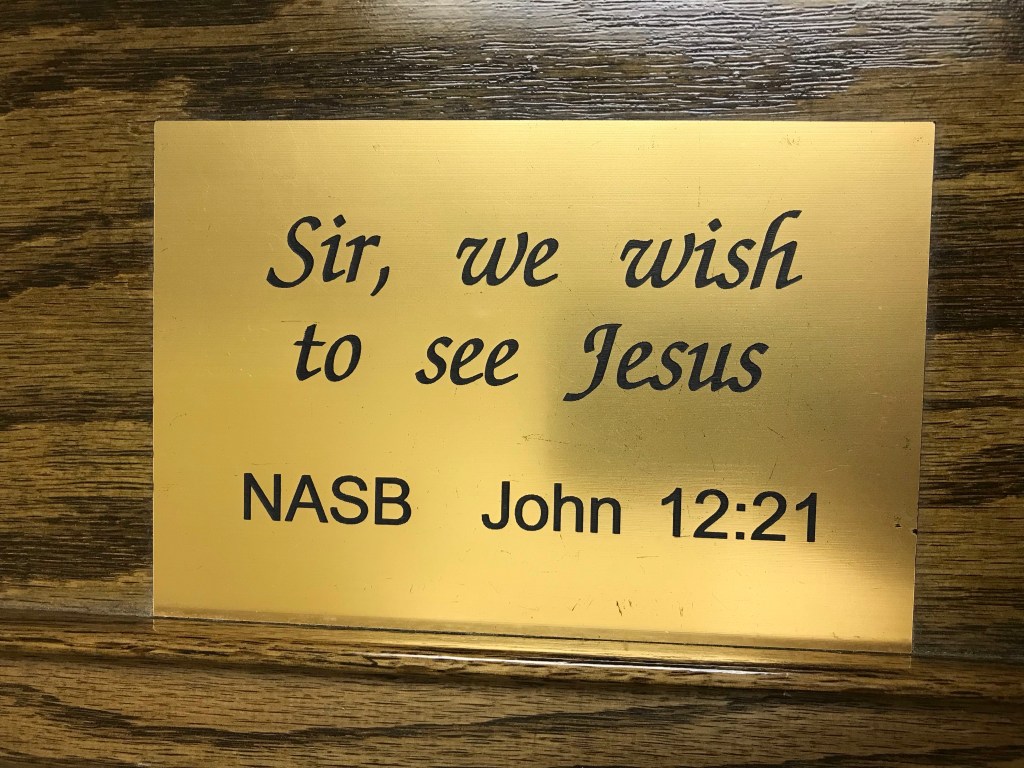 Sir, we wish
to see Jesus
NASB John 12:21